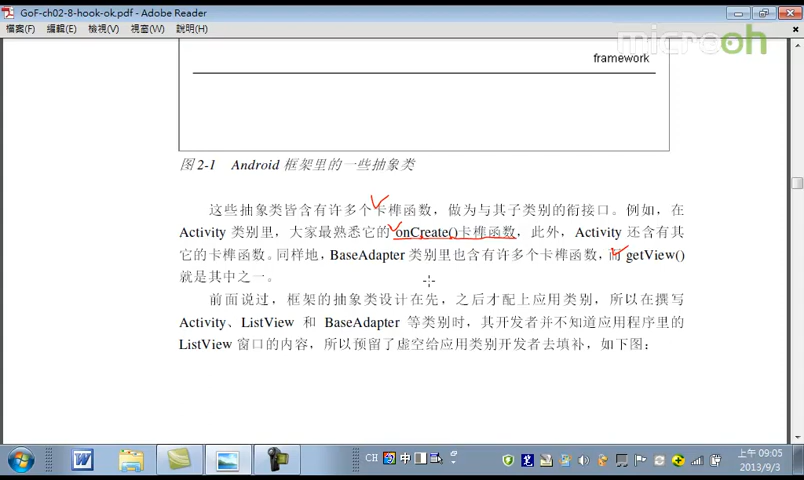 GoF-ch02-8-hook-ok.pdf - Adobe Reader
檔案(F) 編輯(E) 檢視(V) 視窗(W) 說明(H)
microoh
framework
图 2-1 Android 框架里的一些抽象类
这些抽象类皆含有许多个卡榫函数，做为与其子类别的衔接口。例如，在
Activity 类别里，大家最熟悉它的 onCreate()卡榫函数，此外，Activity 还含有其
它的卡榫函数。同样地，BaseAdapter 类别里也含有许多个卡榫函数，而 getView()
就是其中之一。
前面说过，框架的抽象类设计在先，之后才配上应用类别，所以在撰写
Activity、ListView 和 BaseAdapter 等类别时，其开发者并不知道应用程序里的
ListView 窗口的内容，所以预留了虚空给应用类别开发者去填补，如下图：
CH 中
上午 09:05
2013/9/3